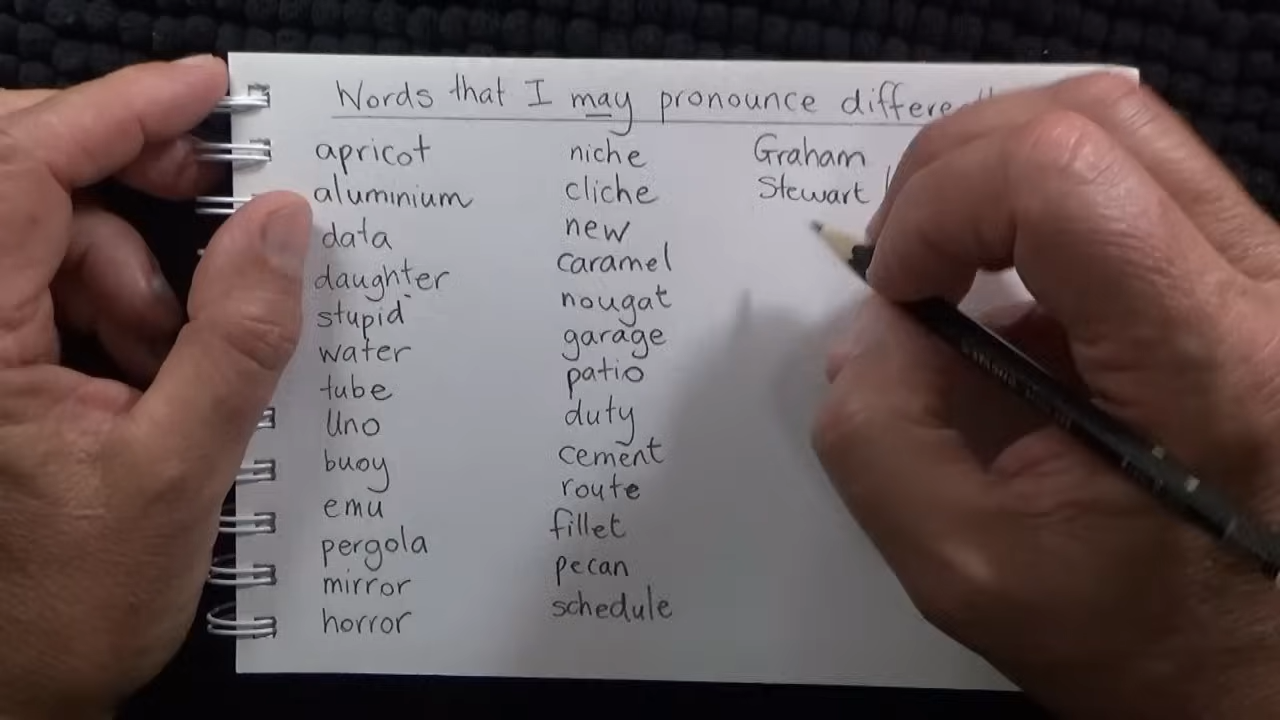 Words that I may pronounce
apricot
aluminium
data
daughter
stupid
water
tube
Uno
buoy
emu
pergola
mirror
horror
niche
cliche
new
caramel
nougat
garage
patio
duty
cement
route
fillet
pecan
schedule
Graham
Stewart